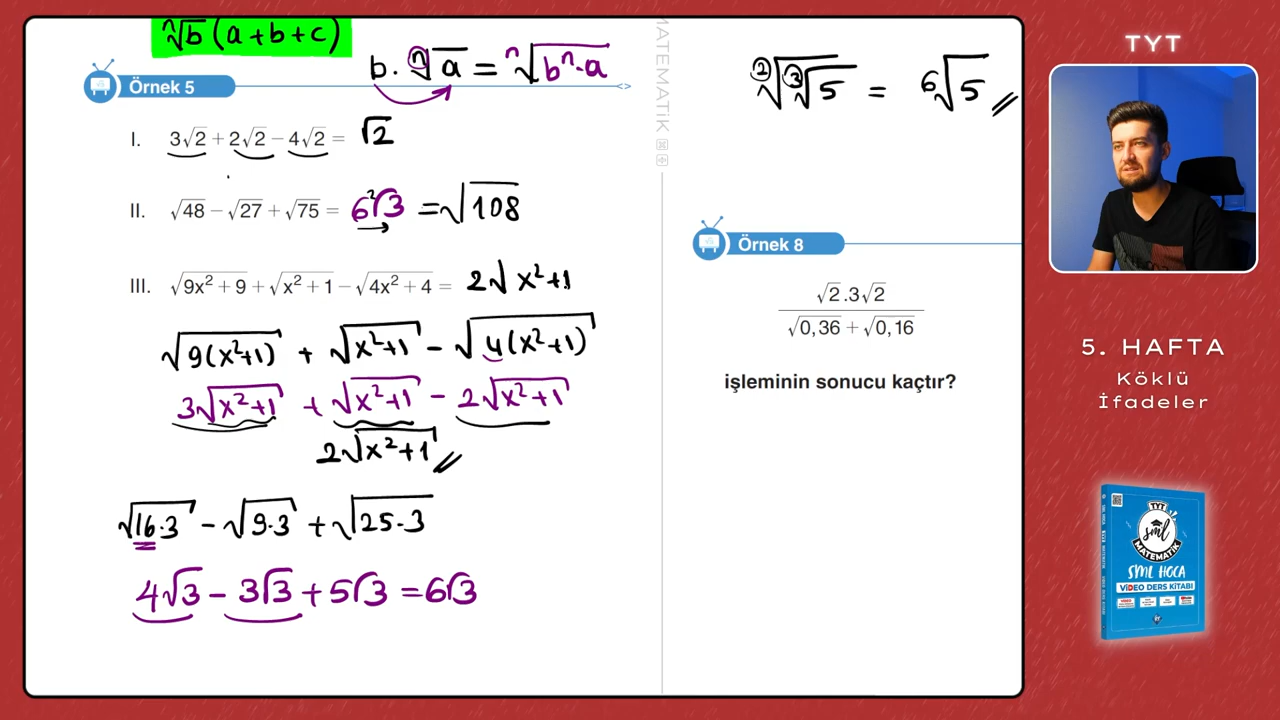 ⁿ√b (a+b+c)
Örnek 5
b. ⁿ√a = ⁿ√bⁿ·a
I. 3√2 + 2√2 − 4√2 = √2
II. √48 − √27 + √75 = 6²√3 = √108
III. √9x² + 9 + √x² + 1 − √4x² + 4 = 2√x²+1
√9(x²+1) + √x²+1 − √4(x²+1)
3√x²+1 + √x²+1 − 2√x²+1
2√x²+1
√16·3 − √9·3 + √25·3
4√3 − 3√3 + 5√3 = 6√3
MATEMATİK
²√³√5 = ⁶√5
Örnek 8
√2 . 3√2
√0,36 + √0,16
işleminin sonucu kaçtır?
TYT
5. HAFTA
Köklü
İfadeler
TYT
sml
MATEMATİK
SML HOCA
VİDEO DERS KİTABI